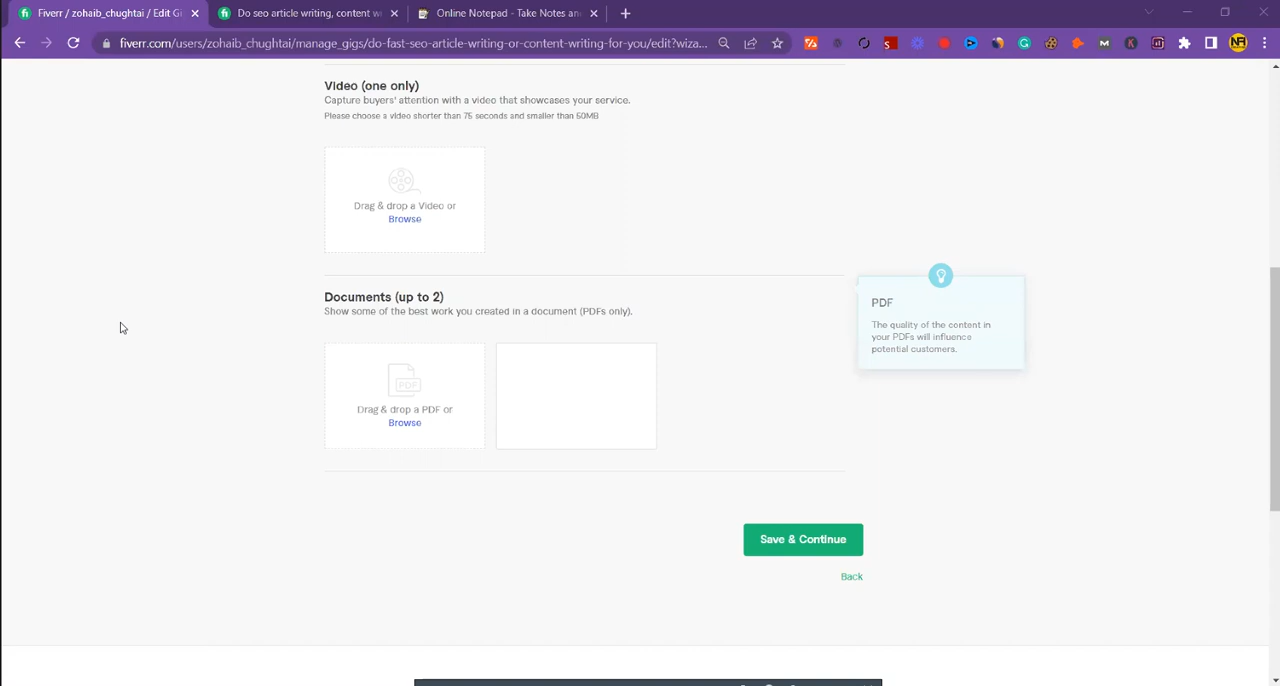 Fiverr / zohaib_chughtai / Edit Gi
Do seo article writing, content w
Online Notepad - Take Notes an
fiverr.com/users/zohaib_chughtai/manage_gigs/do-fast-seo-article-writing-or-content-writing-for-you/edit?wiza...
Video (one only)
Capture buyers' attention with a video that showcases your service.
Please choose a video shorter than 75 seconds and smaller than 50MB
Drag & drop a Video or
Browse
Documents (up to 2)
Show some of the best work you created in a document (PDFs only).
PDF
Drag & drop a PDF or
Browse
PDF
The quality of the content in
your PDFs will influence
potential customers.
Save & Continue
Back